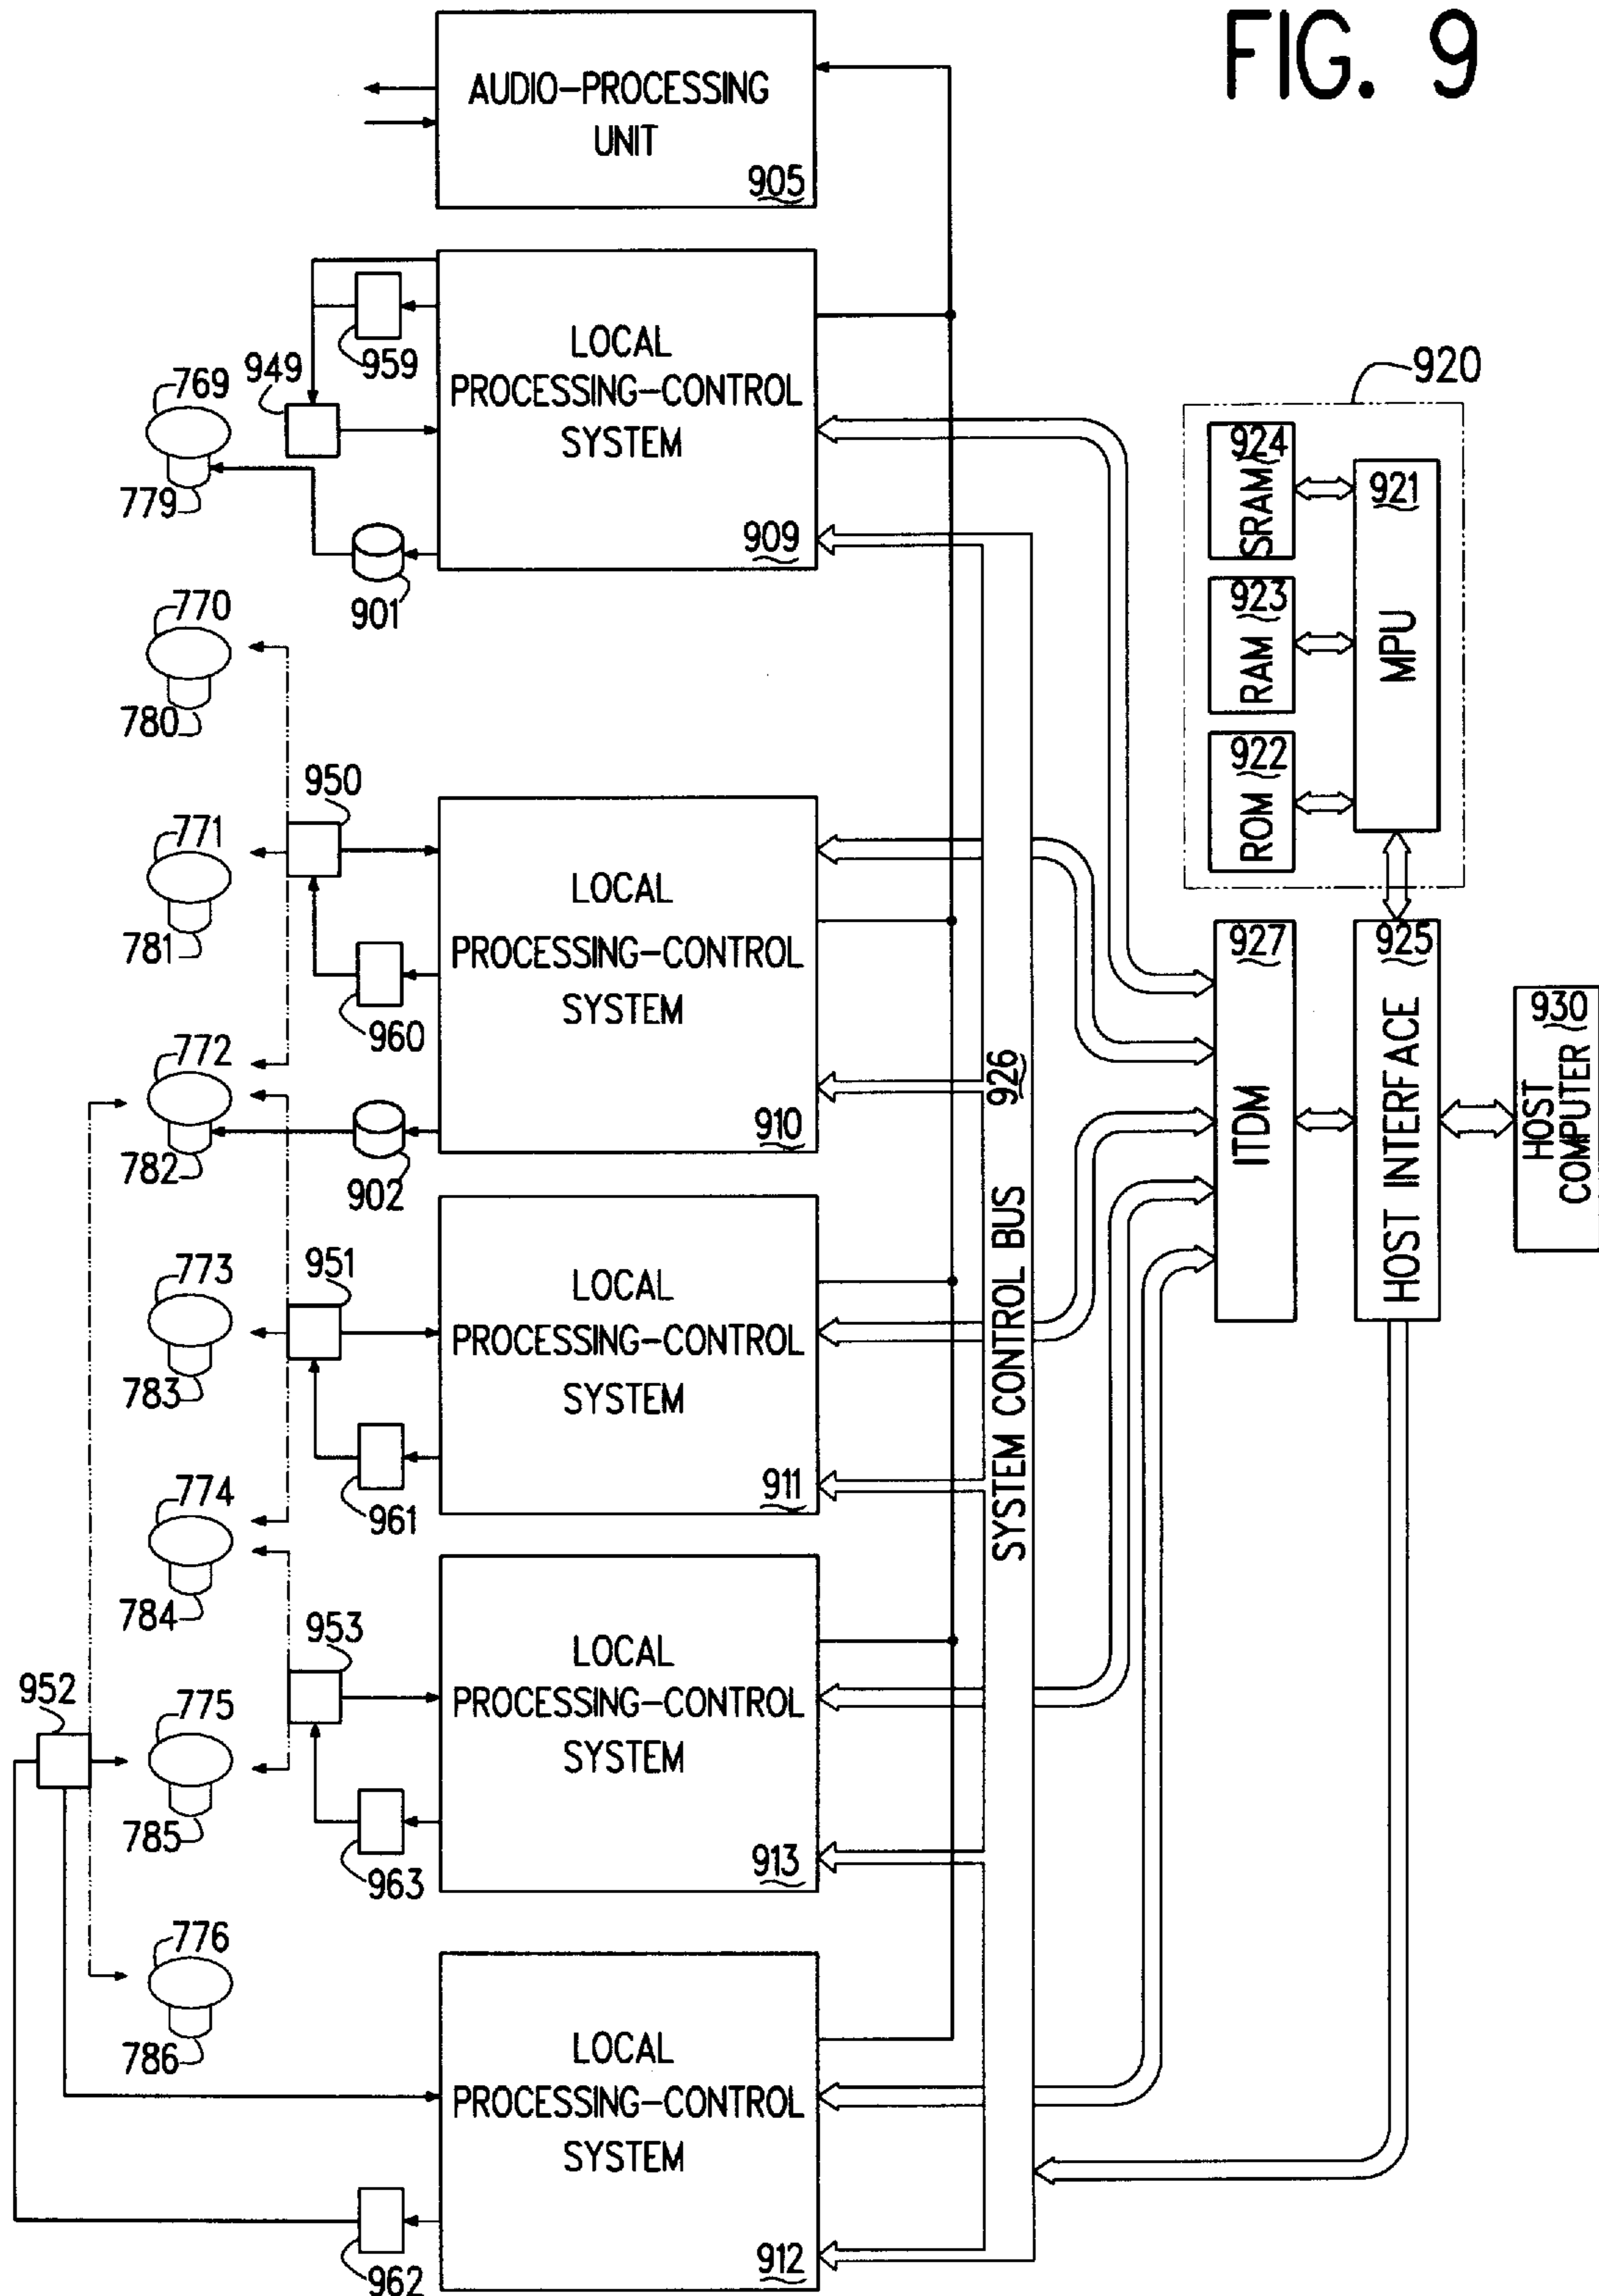 FIG. 9
AUDIO-PROCESSING
UNIT
905
959
949
769
779
901
LOCAL
PROCESSING-CONTROL
SYSTEM
909
920
924
SRAM
923
RAM
922
ROM
921
MPU
770
780
950
771
781
960
772
782
902
LOCAL
PROCESSING-CONTROL
SYSTEM
910
926
SYSTEM CONTROL BUS
927
ITDM
925
HOST INTERFACE
930
HOST
COMPUTER
773
783
951
961
LOCAL
PROCESSING-CONTROL
SYSTEM
911
774
784
953
952
775
785
963
LOCAL
PROCESSING-CONTROL
SYSTEM
913
776
786
962
LOCAL
PROCESSING-CONTROL
SYSTEM
912